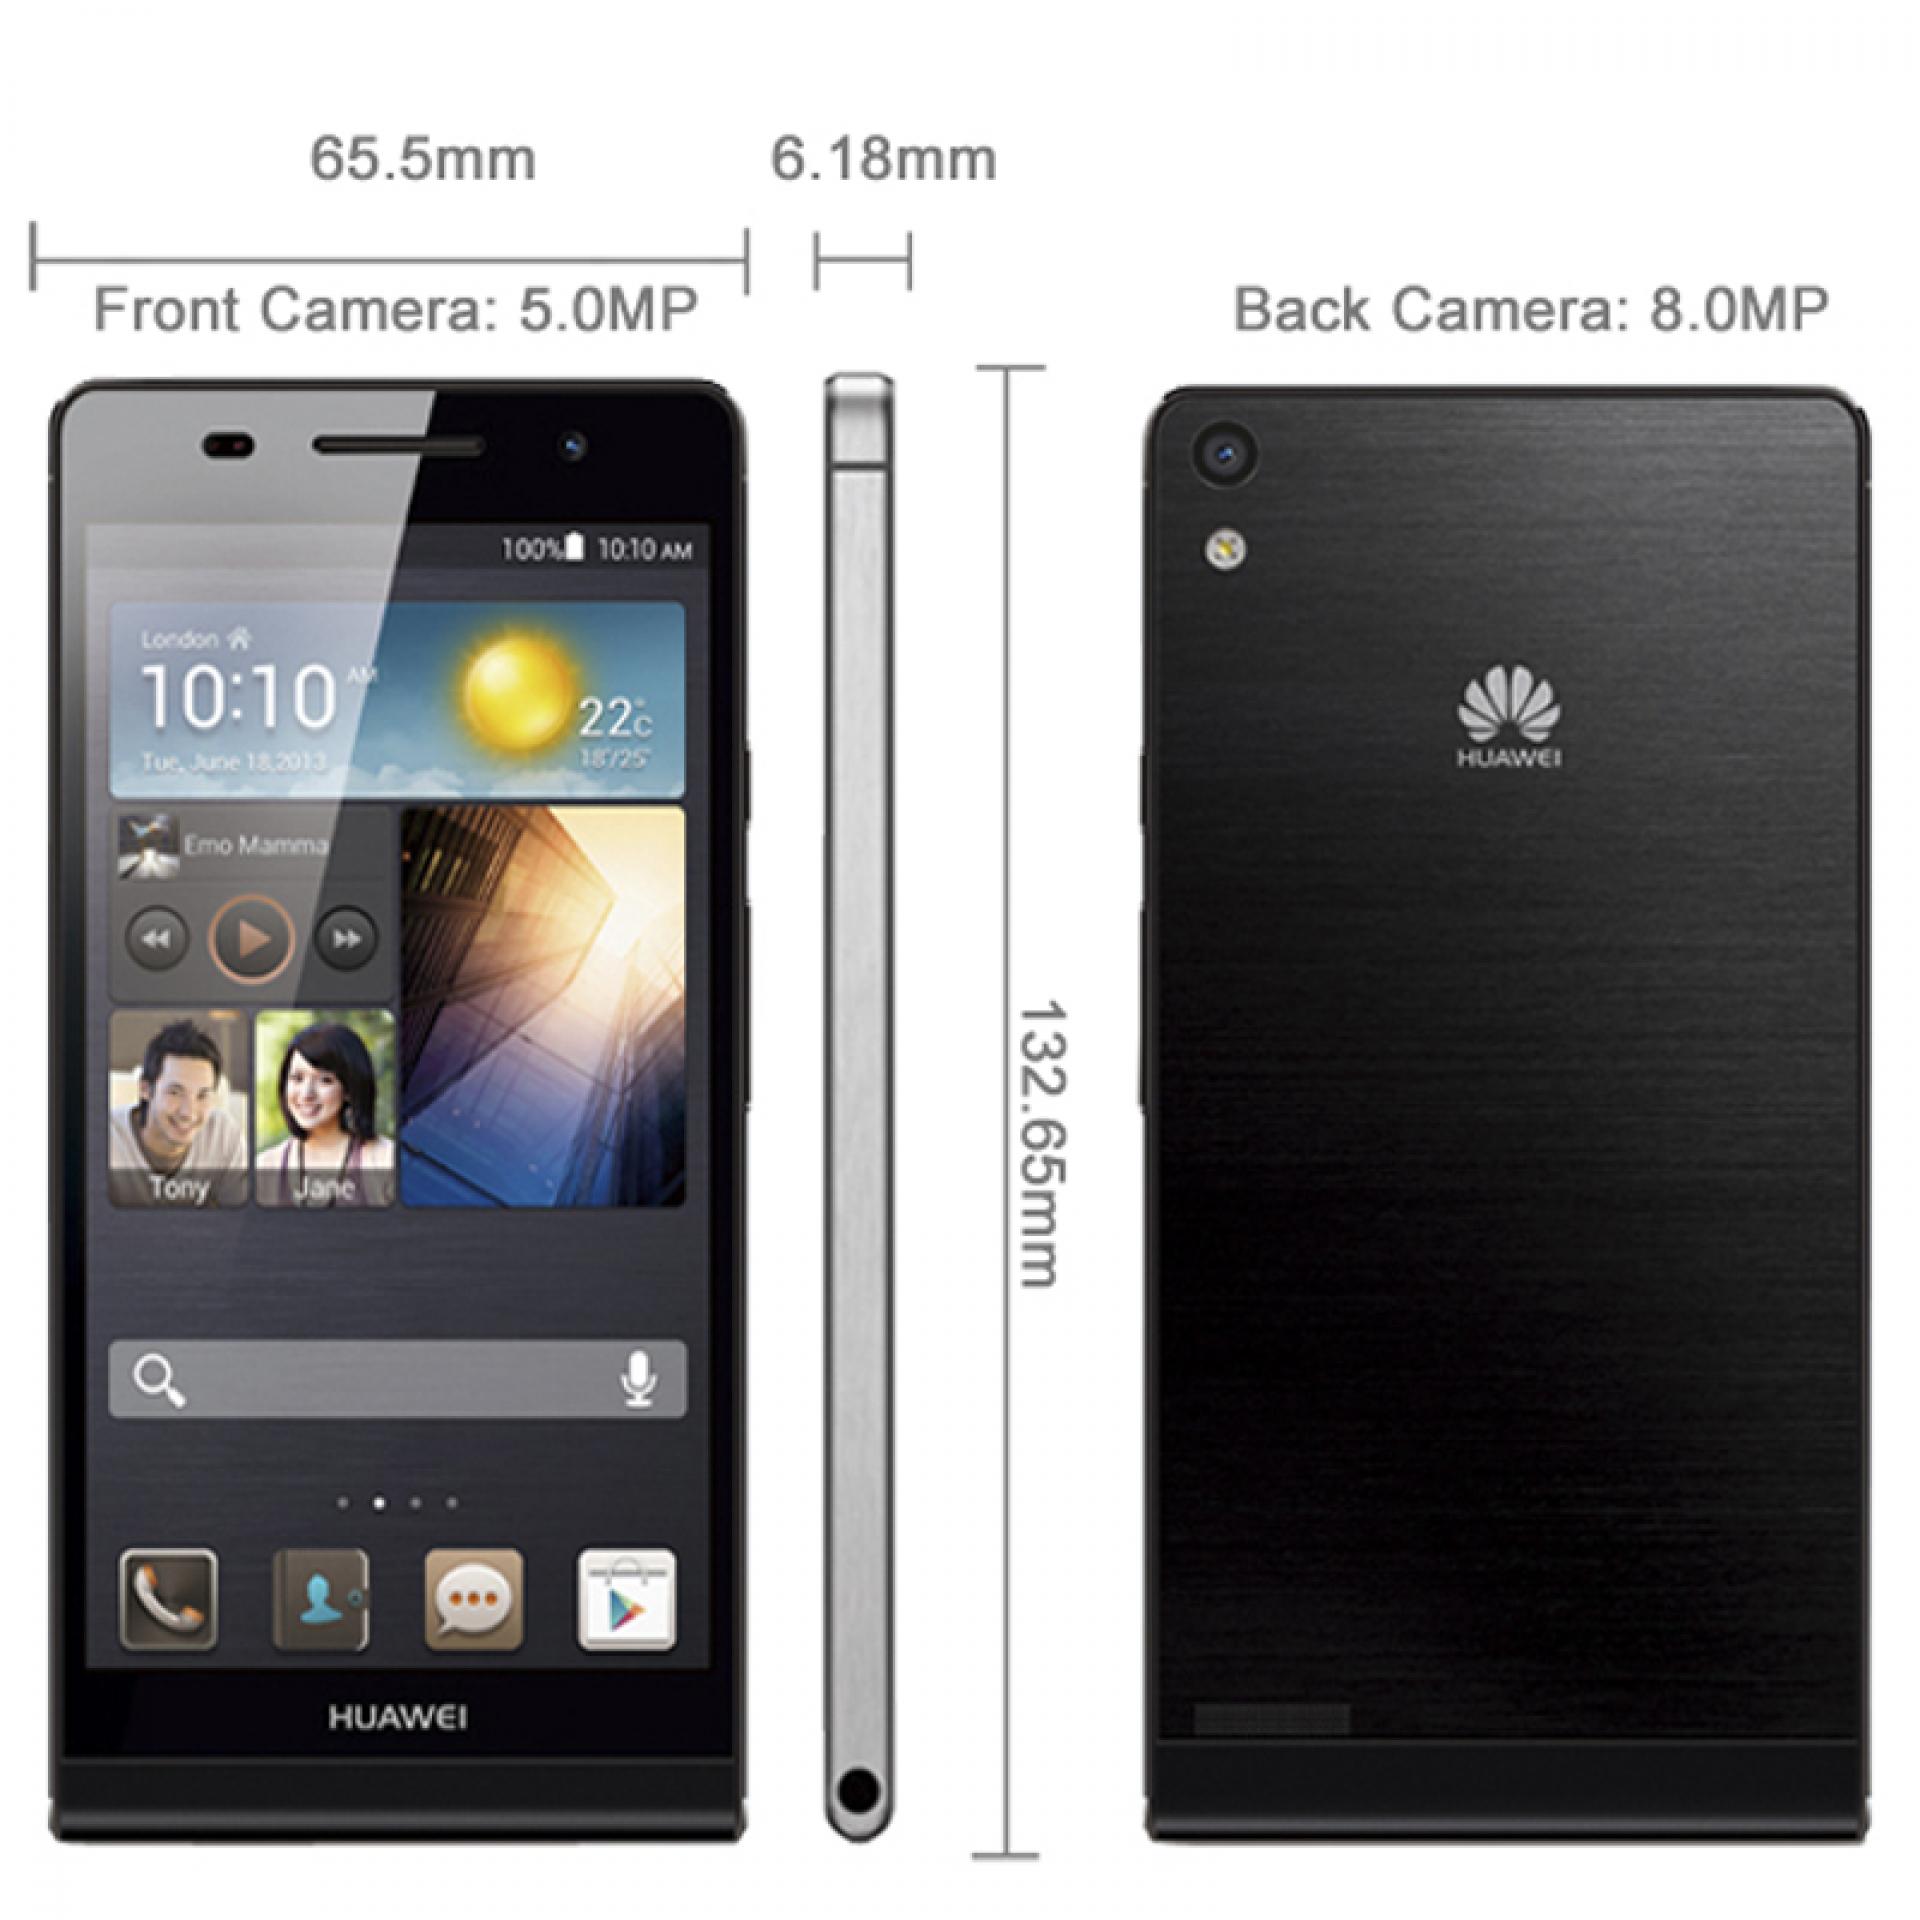 65.5mm
6.18mm
Front Camera: 5.0MP
Back Camera: 8.0MP
100% 10:10 AM
London
10:10 AM
Tue, June 18,2013
22°c
18°/25°
Emo Mamma
Tony
Jane
HUAWEI
132.65mm
HUAWEI